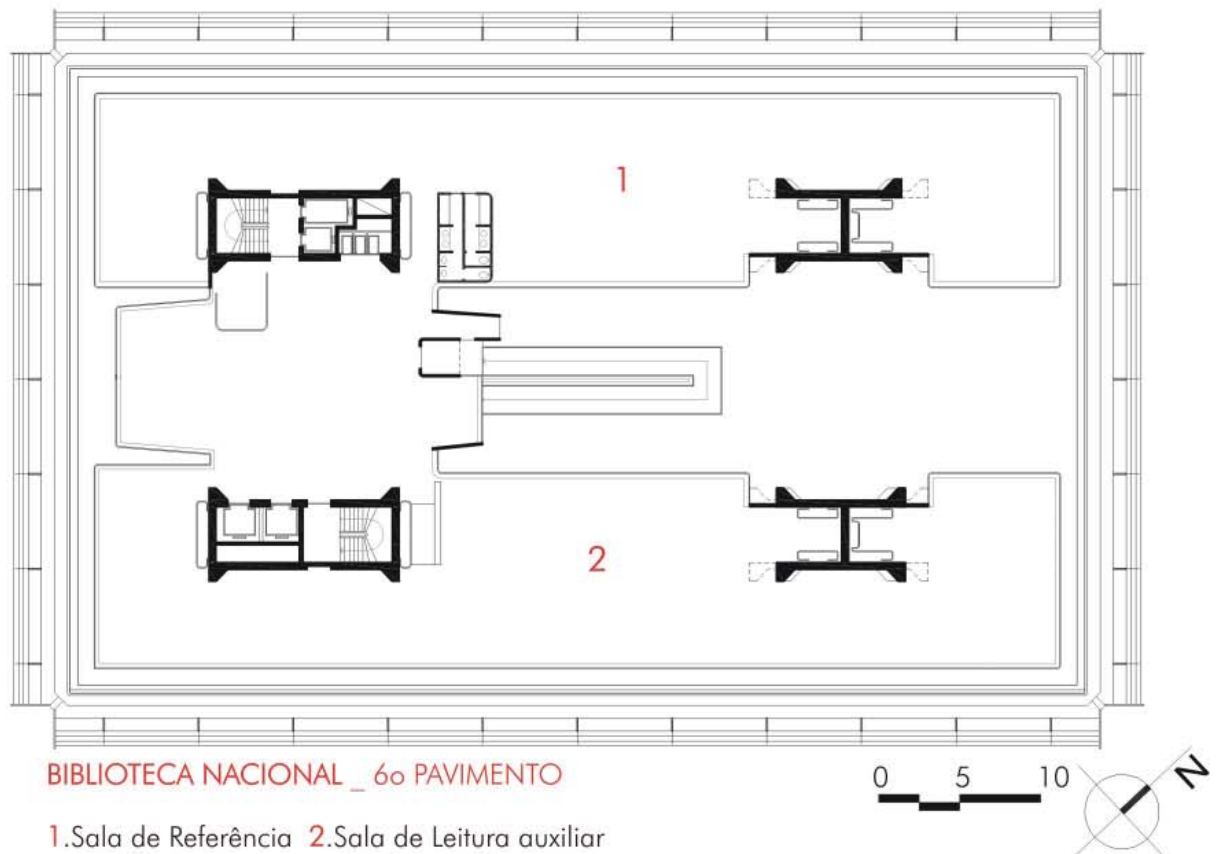 1
2
BIBLIOTECA NACIONAL _ 6o PAVIMENTO
0 5 10
N
1.Sala de Referência 2.Sala de Leitura auxiliar